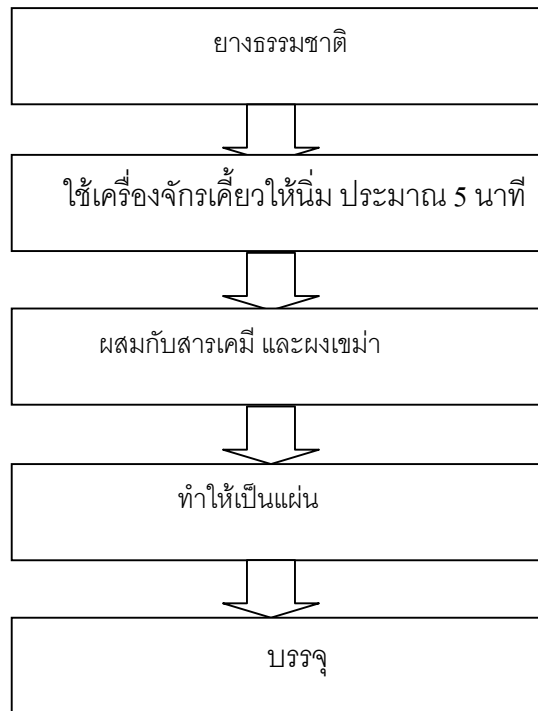 ยางธรรมชาติ
ใช้เครื่องจักรเคี้ยวให้นิ่ม ประมาณ 5 นาที
ผสมกับสารเคมี และผงเขม่า
ทำให้เป็นแผ่น
บรรจุ